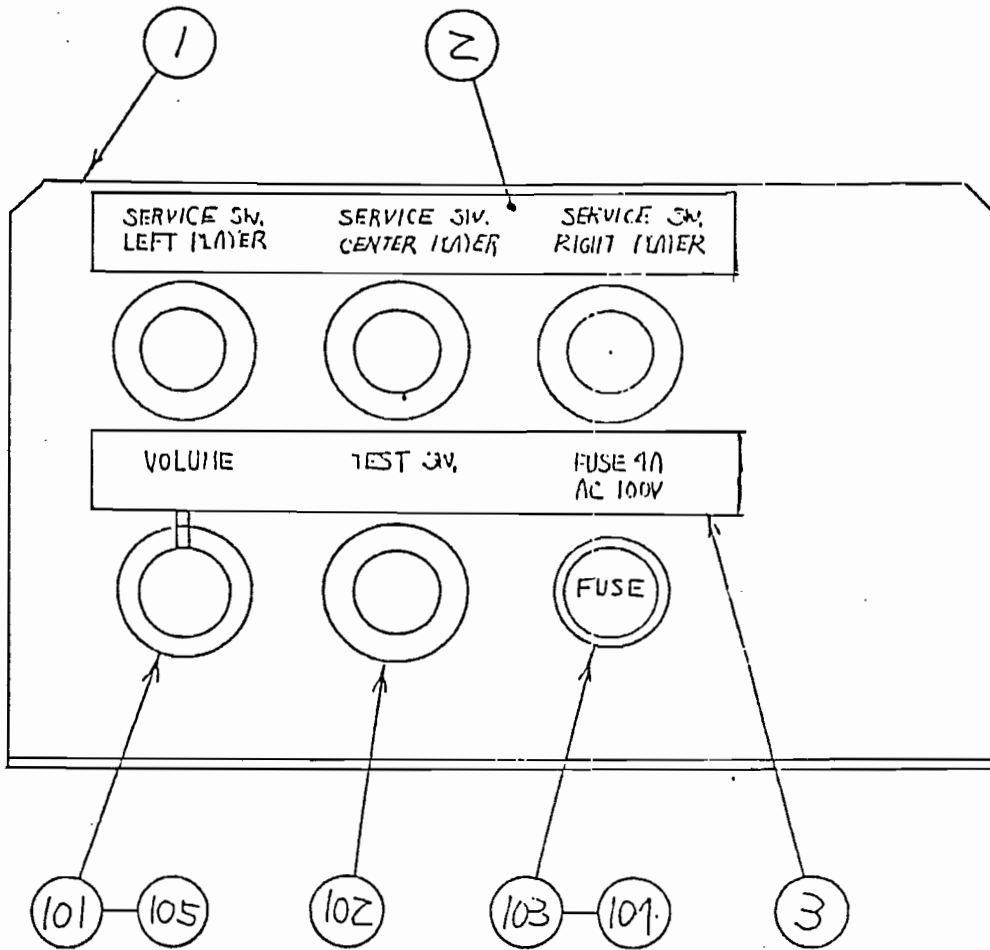 1
2
SERVICE SW.
LEFT PLAYER
SERVICE SW.
CENTER PLAYER
SERVICE SW.
RIGHT PLAYER
VOLUME
TEST SW.
FUSE 4A
AC 100V
FUSE
101
105
102
103
104
3